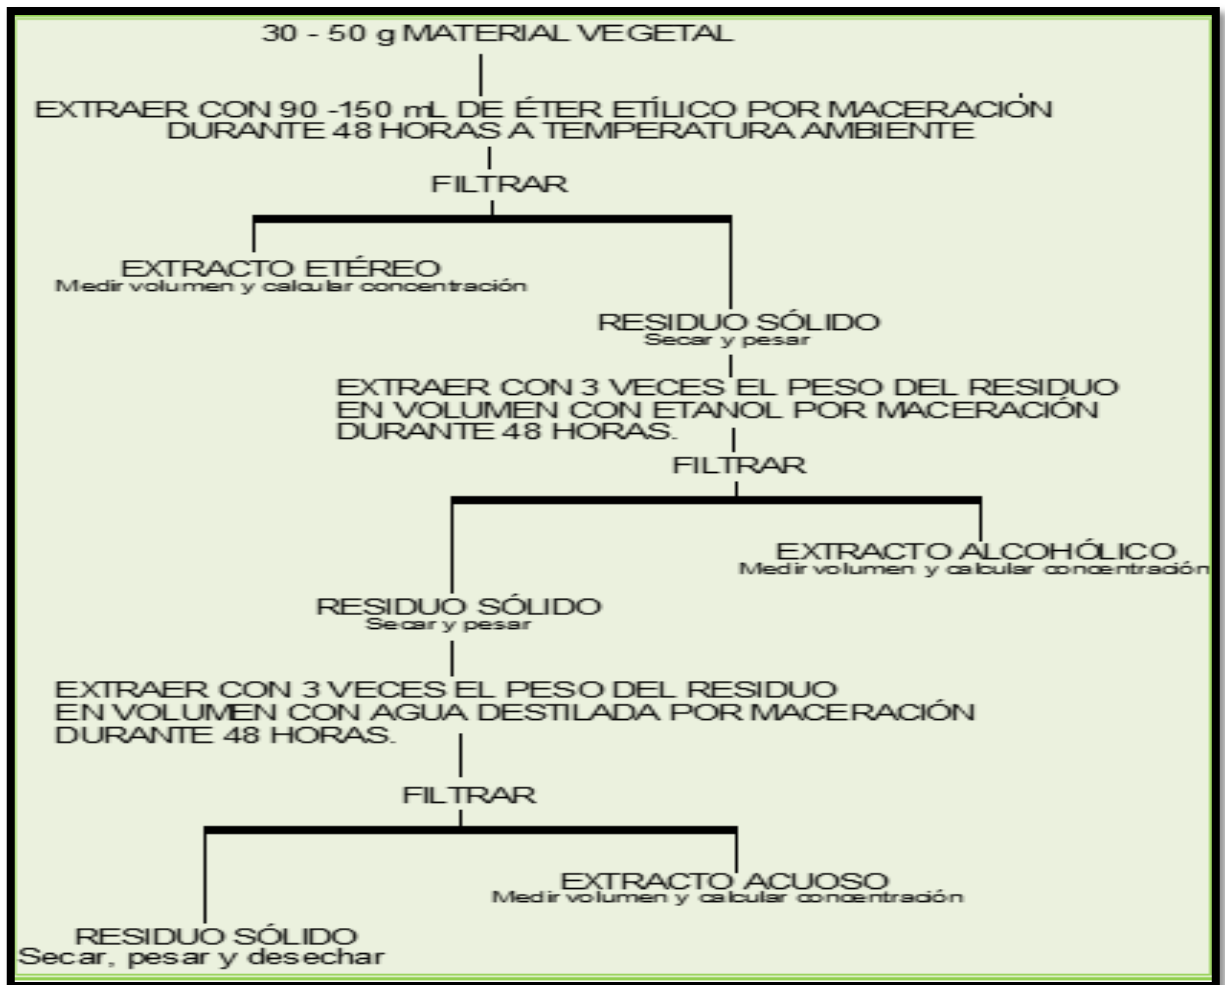 30 - 50 g MATERIAL VEGETAL
EXTRAER CON 90 -150 mL DE ÉTER ETÍLICO POR MACERACIÓN
DURANTE 48 HORAS A TEMPERATURA AMBIENTE
FILTRAR
EXTRACTO ETÉREO
Medir volumen y calcular concentración
RESIDUO SÓLIDO
Secar y pesar
EXTRAER CON 3 VECES EL PESO DEL RESIDUO
EN VOLUMEN CON ETANOL POR MACERACIÓN
DURANTE 48 HORAS.
FILTRAR
EXTRACTO ALCOHÓLICO
Medir volumen y calcular concentración
RESIDUO SÓLIDO
Secar y pesar
EXTRAER CON 3 VECES EL PESO DEL RESIDUO
EN VOLUMEN CON AGUA DESTILADA POR MACERACIÓN
DURANTE 48 HORAS.
FILTRAR
EXTRACTO ACUOSO
Medir volumen y calcular concentración
RESIDUO SÓLIDO
Secar, pesar y desechar